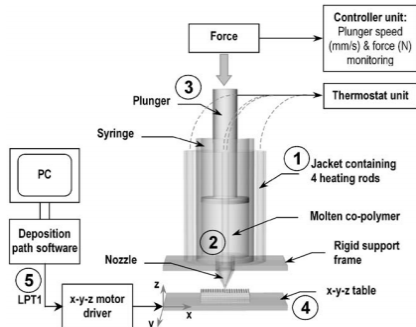 Controller unit:
Plunger speed
(mm/s) & force (N)
monitoring
Force
3
Plunger
Thermostat unit
Syringe
1
Jacket containing
4 heating rods
PC
Molten co-polymer
Deposition
path software
2
Rigid support
frame
Nozzle
5
LPT1
z
x-y-z table
4
x-y-z motor
driver
x
y